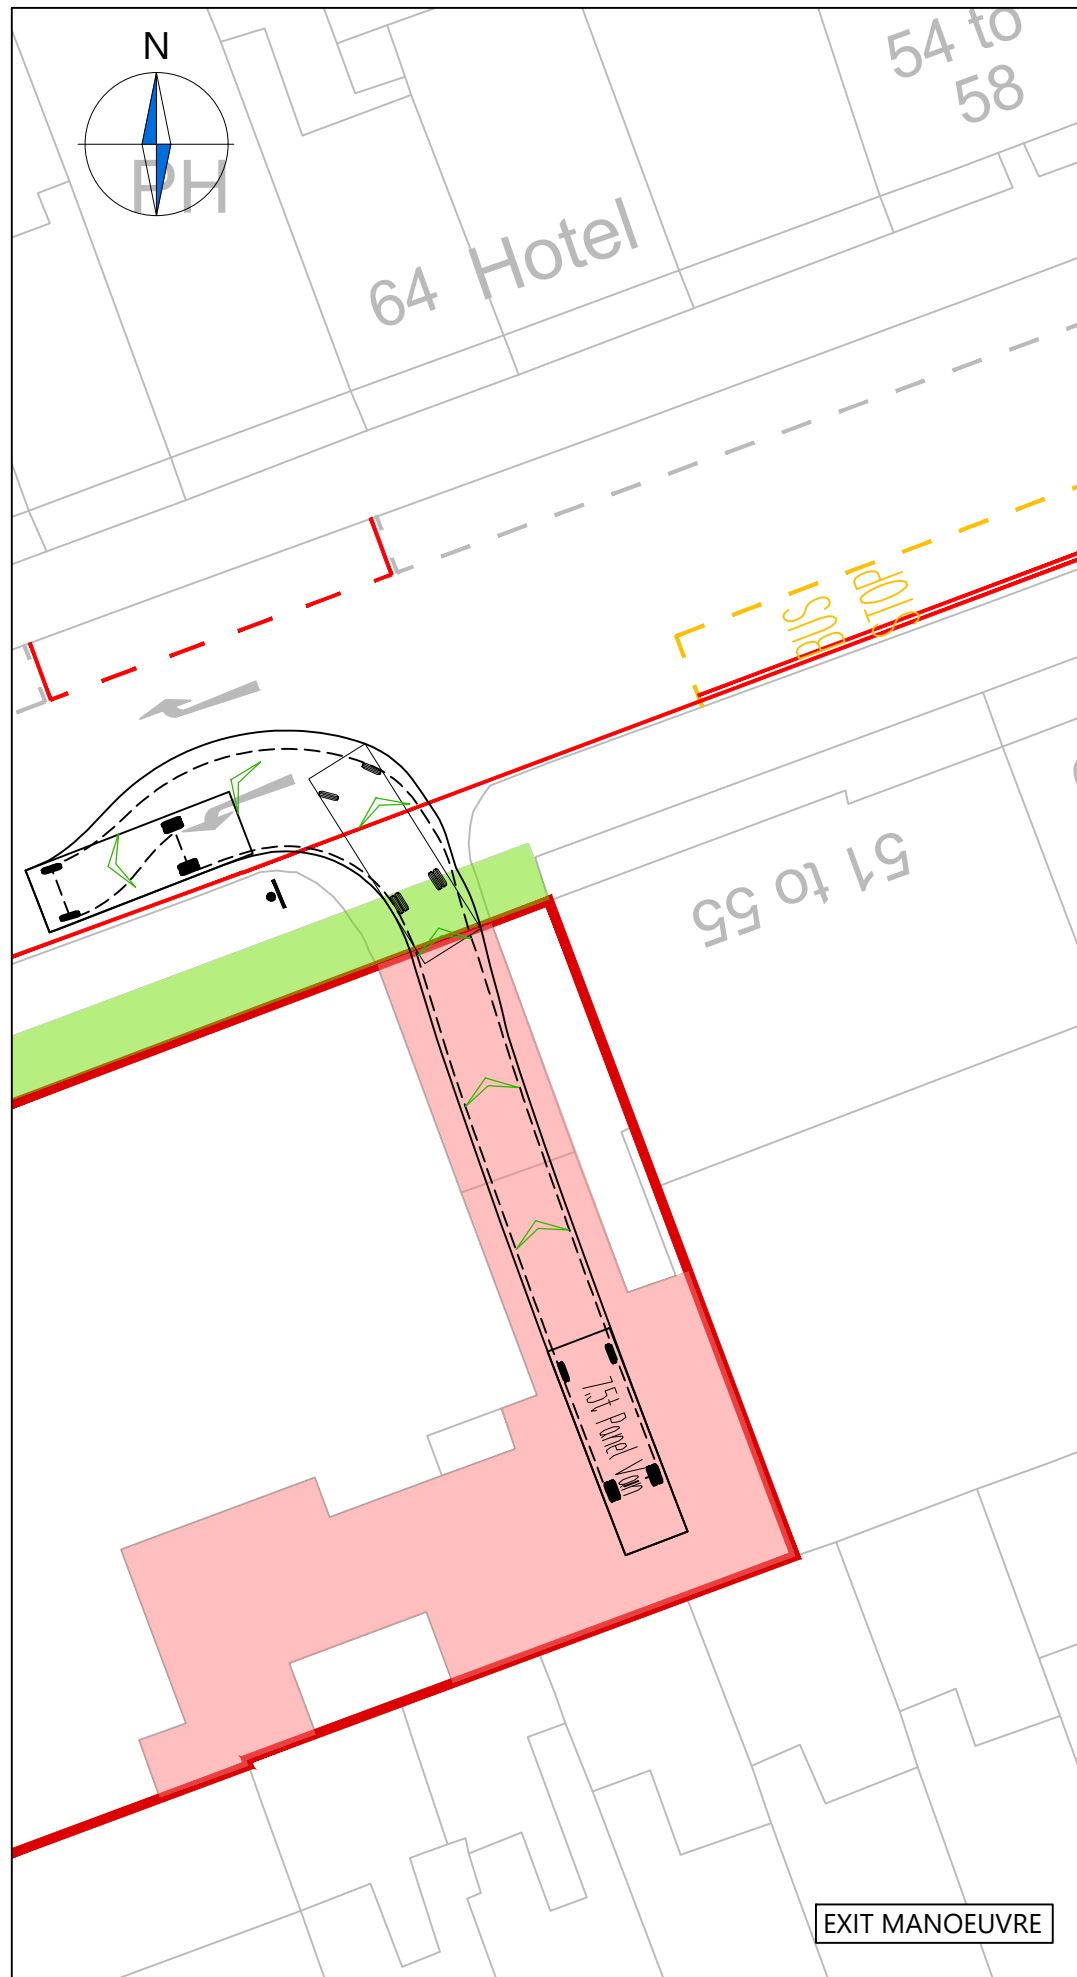 N
PH
54 to
58
64 Hotel
BUS
STOP
51 to 55
7.5t Panel Van
EXIT MANOEUVRE